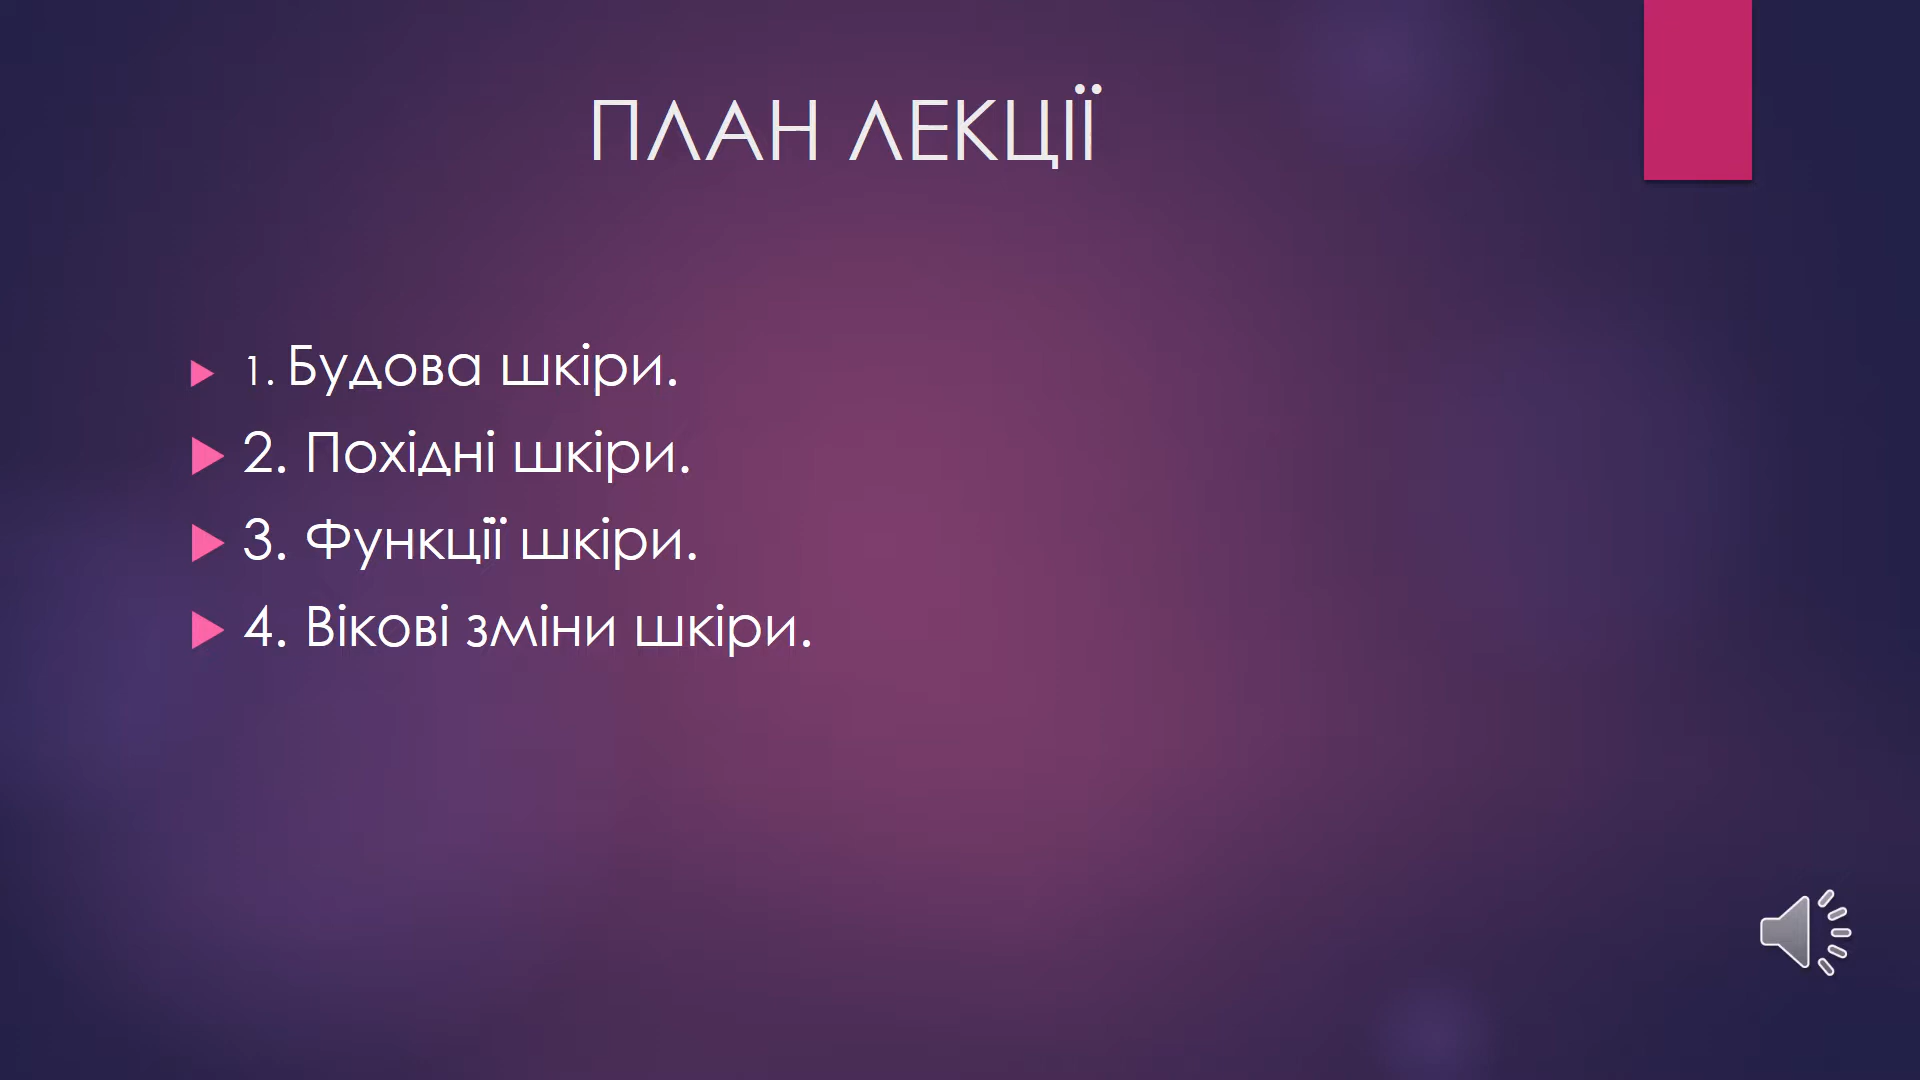 ПЛАН ЛЕКЦІЇ
1. Будова шкіри.
2. Похідні шкіри.
3. Функції шкіри.
4. Вікові зміни шкіри.